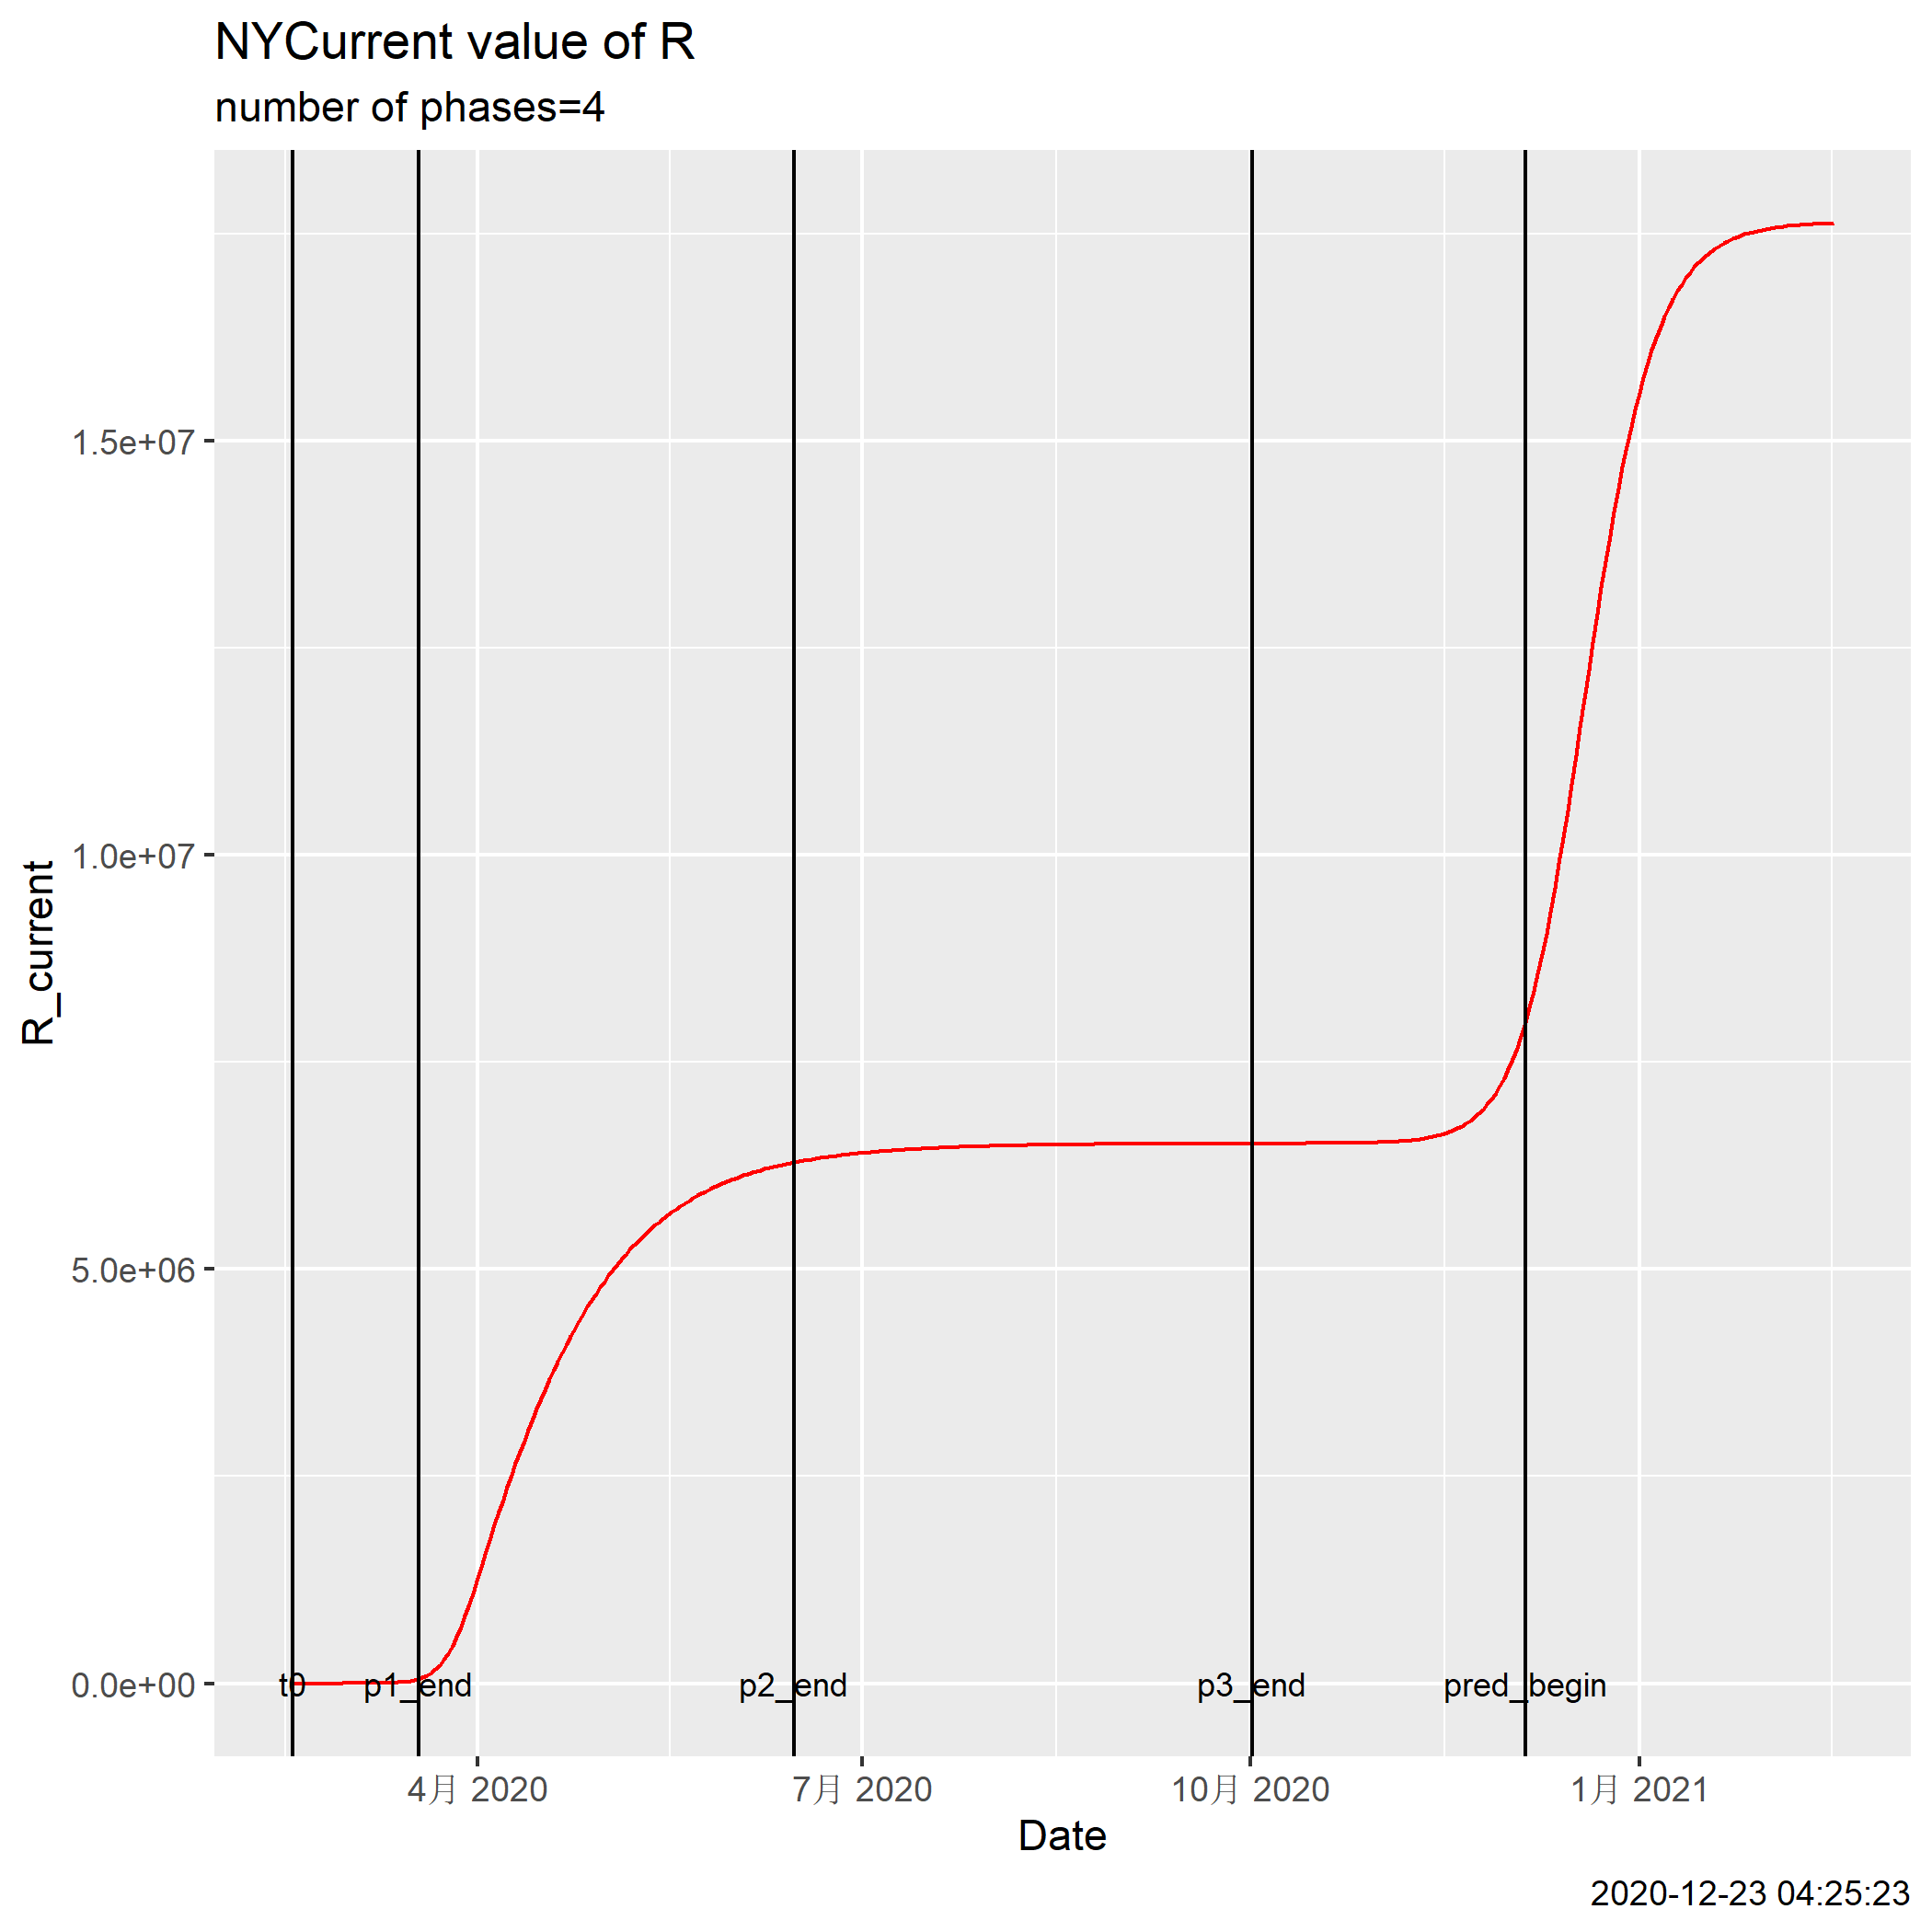 NYCurrent value of R
number of phases=4
R_current
1.5e+07
1.0e+07
5.0e+06
0.0e+00
t0 p1_end p2_end p3_end pred_begin
4月 2020 7月 2020 10月 2020 1月 2021
Date
2020-12-23 04:25:23